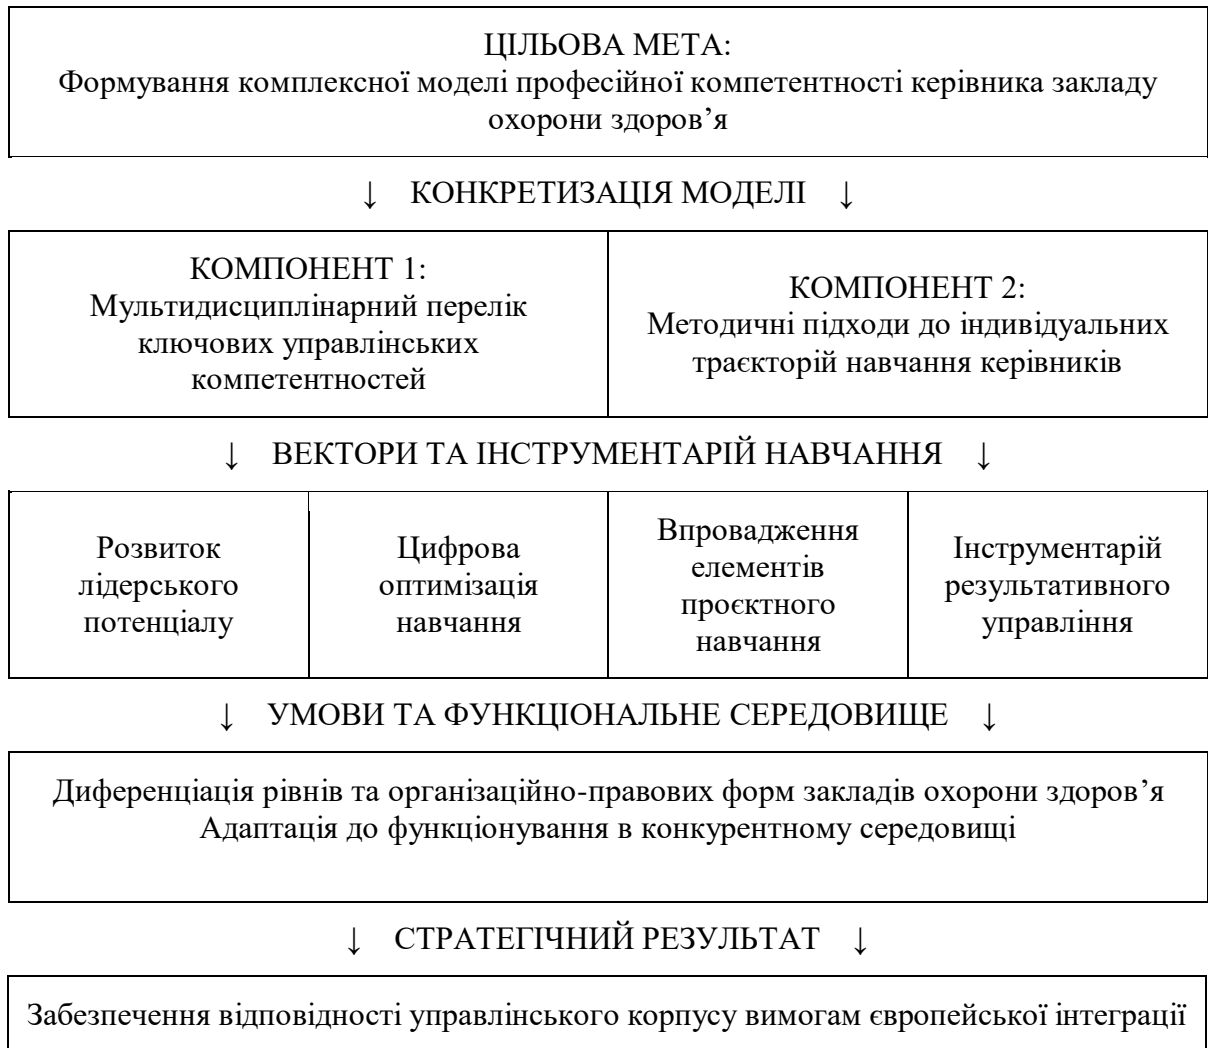 ЦІЛЬОВА МЕТА:
Формування комплексної моделі професійної компетентності керівника закладу
охорони здоров’я
↓ КОНКРЕТИЗАЦІЯ МОДЕЛІ ↓
КОМПОНЕНТ 1:
Мультидисциплінарний перелік
ключових управлінських
компетентностей
КОМПОНЕНТ 2:
Методичні підходи до індивідуальних
траєкторій навчання керівників
↓ ВЕКТОРИ ТА ІНСТРУМЕНТАРІЙ НАВЧАННЯ ↓
Розвиток
лідерського
потенціалу
Цифрова
оптимізація
навчання
Впровадження
елементів
проєктного
навчання
Інструментарій
результативного
управління
↓ УМОВИ ТА ФУНКЦІОНАЛЬНЕ СЕРЕДОВИЩЕ ↓
Диференціація рівнів та організаційно-правових форм закладів охорони здоров’я
Адаптація до функціонування в конкурентному середовищі
↓ СТРАТЕГІЧНИЙ РЕЗУЛЬТАТ ↓
Забезпечення відповідності управлінського корпусу вимогам європейської інтеграції